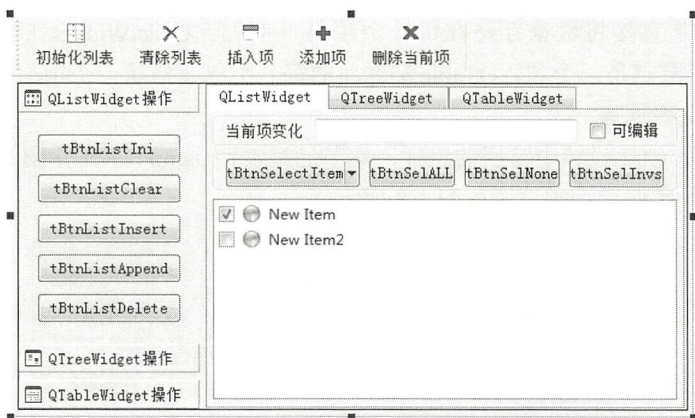 初始化列表 清除列表 插入项 添加项 删除当前项
QListWidget操作
tBtnListIni
tBtnListClear
tBtnListInsert
tBtnListAppend
tBtnListDelete
QTreeWidget操作
QTableWidget操作
QListWidget QTreeWidget QTableWidget
当前项变化 可编辑
tBtnSelectItem tBtnSelALL tBtnSelNone tBtnSelInvs
New Item
New Item2